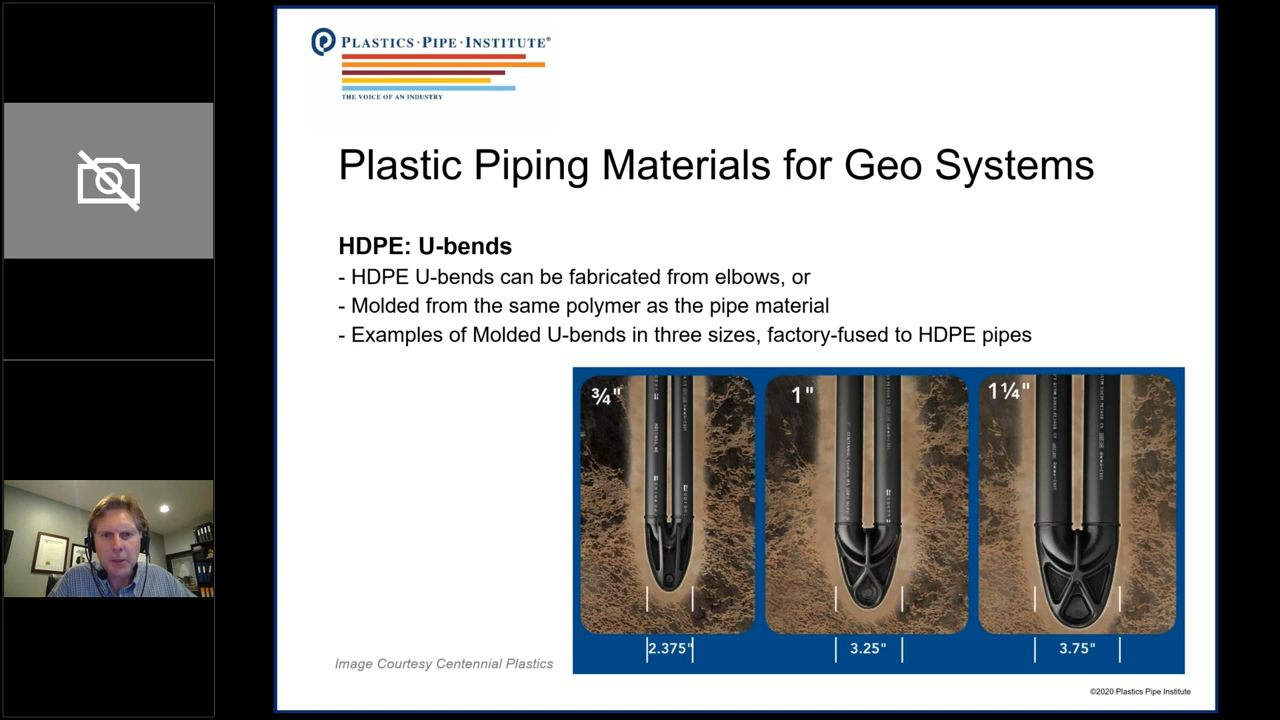 PLASTICS·PIPE·INSTITUTE®
THE VOICE OF AN INDUSTRY
Plastic Piping Materials for Geo Systems
HDPE: U-bends
- HDPE U-bends can be fabricated from elbows, or
- Molded from the same polymer as the pipe material
- Examples of Molded U-bends in three sizes, factory-fused to HDPE pipes
¾" 1" 1¼"
2.375" 3.25" 3.75"
Image Courtesy Centennial Plastics
©2020 Plastics Pipe Institute